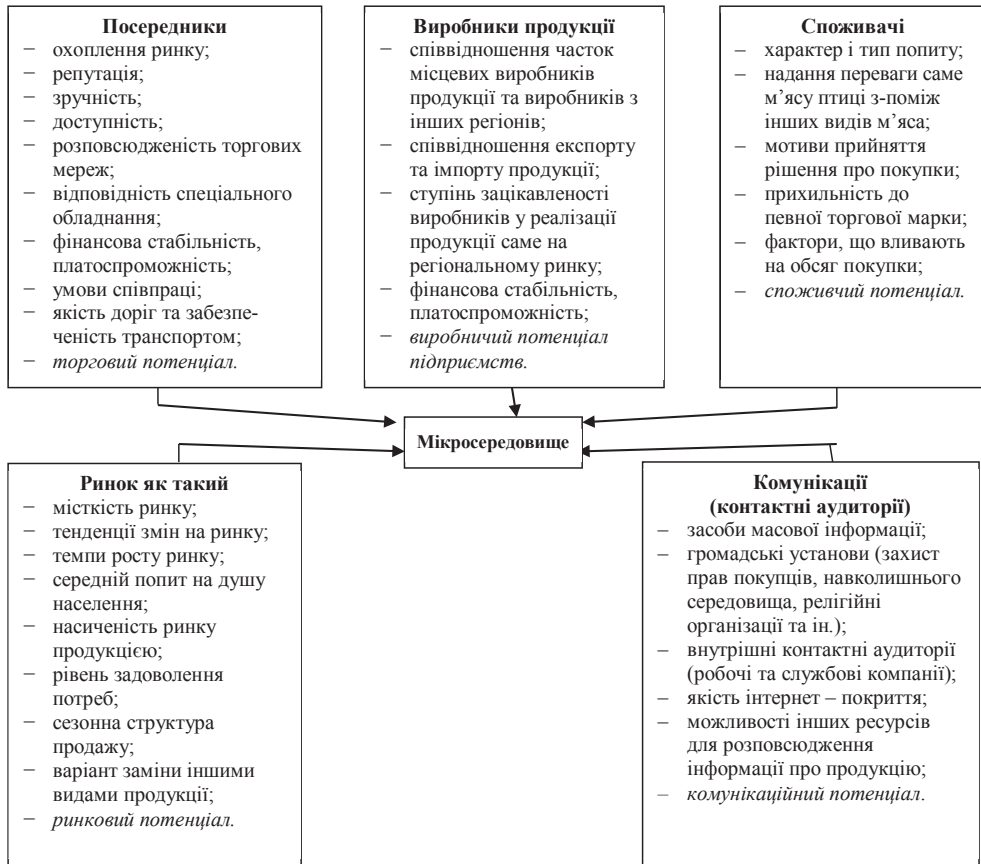 Посередники
– охоплення ринку;
– репутація;
– зручність;
– доступність;
– розповсюдженість торгових
мереж;
– відповідність спеціального
обладнання;
– фінансова стабільність,
платоспроможність;
– умови співпраці;
– якість доріг та забезпе-
ченість транспортом;
– торговий потенціал.
Виробники продукції
– співвідношення часток
місцевих виробників
продукції та виробників з
інших регіонів;
– співвідношення експорту
та імпорту продукції;
– ступінь зацікавленості
виробників у реалізації
продукції саме на
регіональному ринку;
– фінансова стабільність,
платоспроможність;
– виробничий потенціал
підприємств.
Споживачі
– характер і тип попиту;
– надання переваги саме
м’ясу птиці з-поміж
інших видів м’яса;
– мотиви прийняття
рішення про покупки;
– прихильність до
певної торгової марки;
– фактори, що вливають
на обсяг покупки;
– споживчий потенціал.
Мікросередовище
Ринок як такий
– місткість ринку;
– тенденції змін на ринку;
– темпи росту ринку;
– середній попит на душу
населення;
– насиченість ринку
продукцією;
– рівень задоволення
потреб;
– сезонна структура
продажу;
– варіант заміни іншими
видами продукції;
– ринковий потенціал.
Комунікації
(контактні аудиторії)
– засоби масової інформації;
– громадські установи (захист
прав покупців, навколишнього
середовища, релігійні
організації та ін.);
– внутрішні контактні аудиторії
(робочі та службові компанії);
– якість інтернет – покриття;
– можливості інших ресурсів
для розповсюдження
інформації про продукцію;
– комунікаційний потенціал.